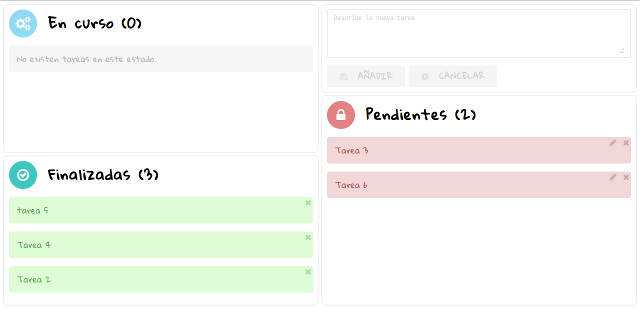 En curso (0)
No existen tareas en este estado
Finalizadas (3)
tarea 5
Tarea 4
Tarea 2
Describe la nueva tarea
AÑADIR
CANCELAR
Pendientes (2)
Tarea 3
Tarea 6